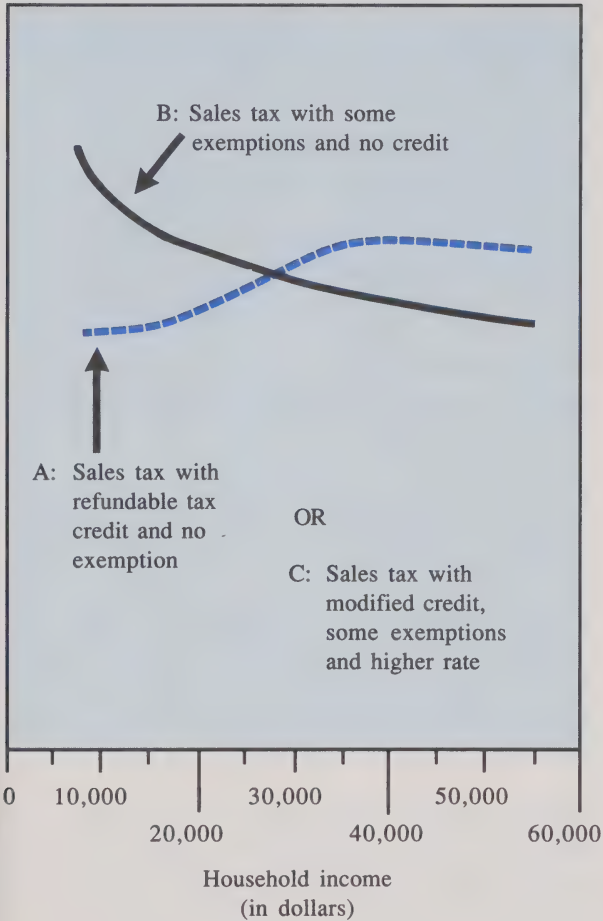 B: Sales tax with some
exemptions and no credit
A: Sales tax with
refundable tax
credit and no
exemption
OR
C: Sales tax with
modified credit,
some exemptions
and higher rate
0 10,000 30,000 50,000
20,000 40,000 60,000
Household income
(in dollars)